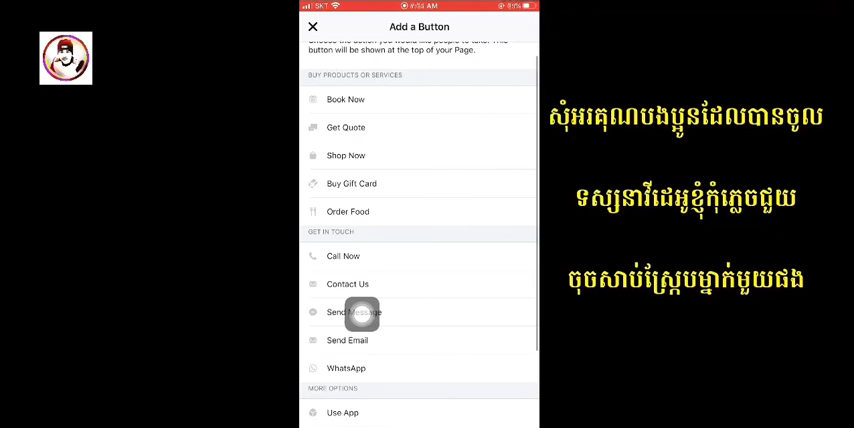 SKT
Add a Button
button will be shown at the top of your Page.
BUY PRODUCTS OR SERVICES
Book Now
Get Quote
Shop Now
Buy Gift Card
Order Food
GET IN TOUCH
Call Now
Contact Us
Send Message
Send Email
WhatsApp
MORE OPTIONS
Use App
សុំអរគុណបងប្អូនដែលបានចូល
ទស្សនាវីដេអូខ្ញុំកុំភ្លេចជួយ
ចុចសាប់ស្ក្រែបម្នាក់មួយផង